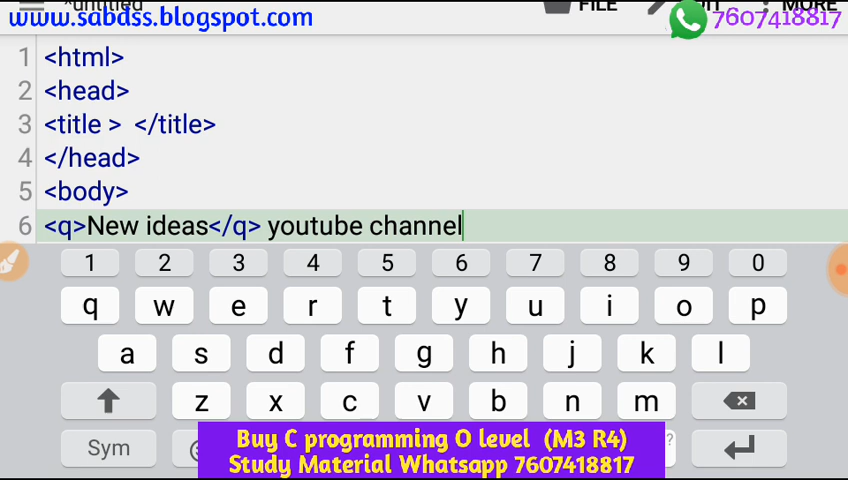 *untitled
FILE
MORE
www.sabdss.blogspot.com
7607418817
1 <html>
2 <head>
3 <title > </title>
4 </head>
5 <body>
6 <q>New ideas</q> youtube channel
1 2 3 4 5 6 7 8 9 0
q w e r t y u i o p
a s d f g h j k l
z x c v b n m
Sym
Buy C programming O level (M3 R4)
Study Material Whatsapp 7607418817